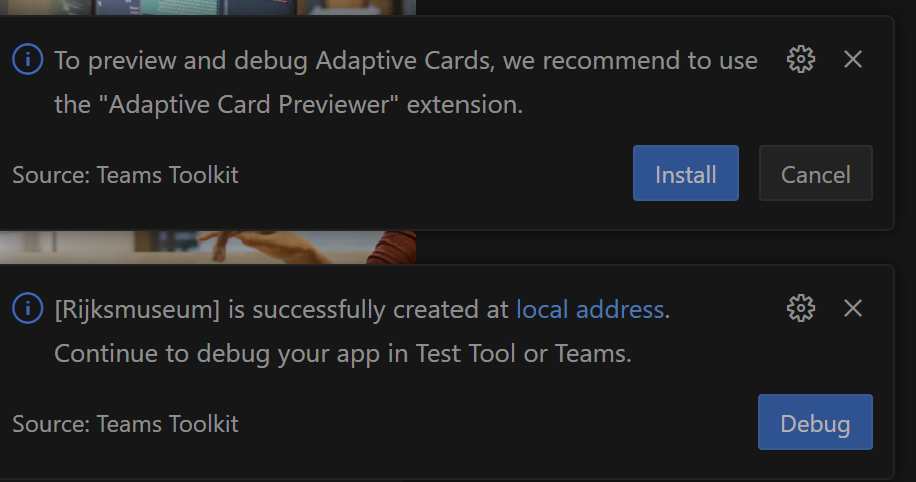 To preview and debug Adaptive Cards, we recommend to use
the "Adaptive Card Previewer" extension.
Source: Teams Toolkit
Install
Cancel
[Rijksmuseum] is successfully created at local address.
Continue to debug your app in Test Tool or Teams.
Source: Teams Toolkit
Debug